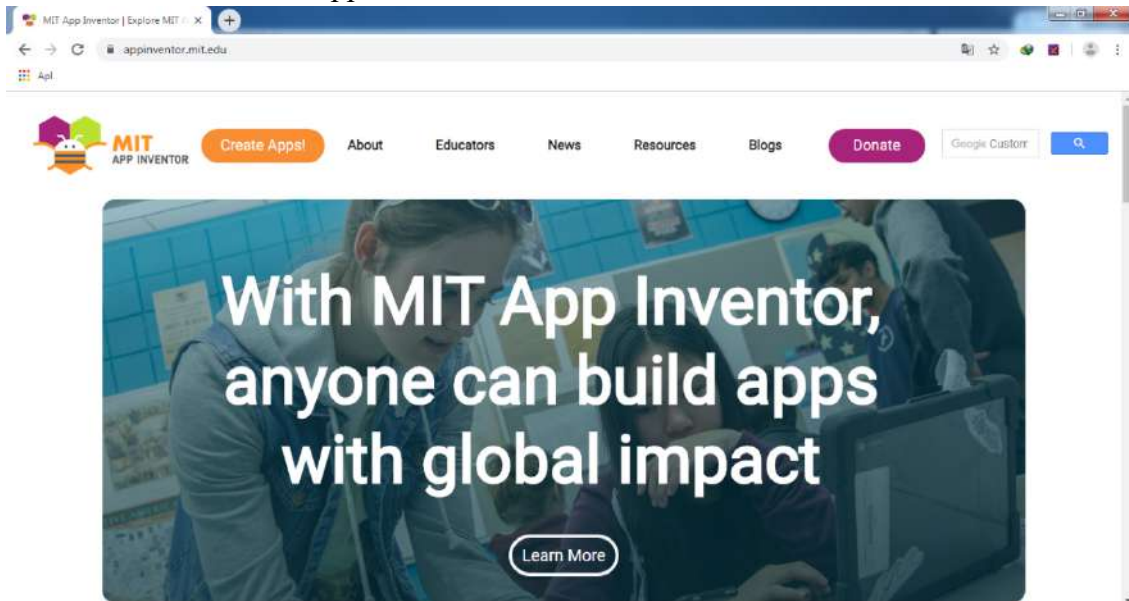 MIT App Inventor | Explore MIT
appinventor.mit.edu
Apl
MIT
APP INVENTOR
Create Apps!
About
Educators
News
Resources
Blogs
Donate
Google Custom
With MIT App Inventor,
anyone can build apps
with global impact
Learn More